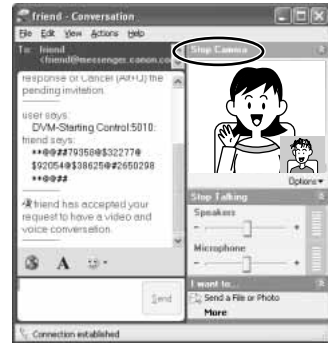 friend - Conversation
File Edit View Actions Help
To: friend
<friend@messenger.canon.co
Stop Camera
response or Cancel (Alt+U) the
pending invitation.
user says:
DVM-Starting Control:5010:
friend says:
**@@##79358@$32277@
$92054@$38625@#2650298
**@@##
friend has accepted your
request to have a video and
voice conversation.
Options
Stop Talking
Speakers
- +
Microphone
- +
A
Send
I want to...
Send a File or Photo
More
Connection established